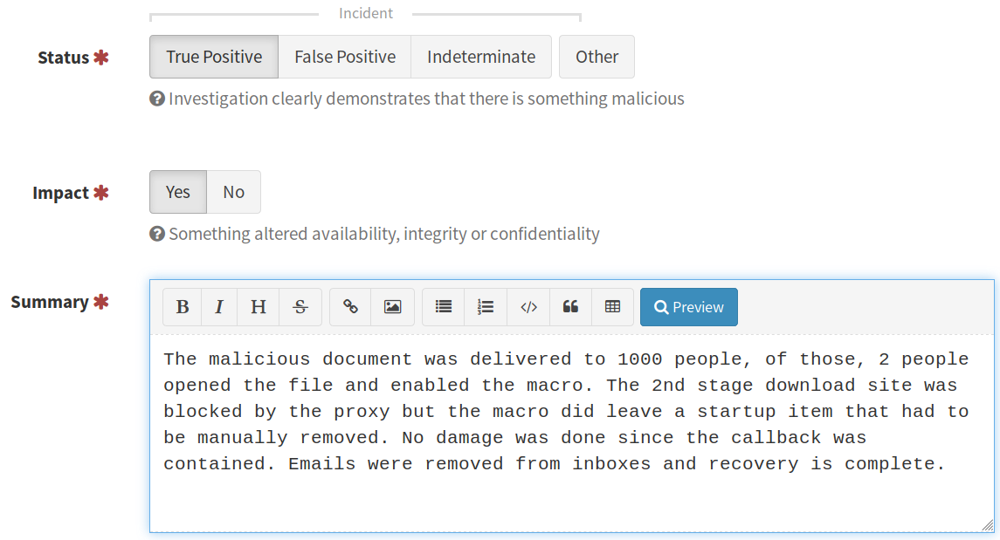 Incident
Status ✱ True Positive False Positive Indeterminate Other
Investigation clearly demonstrates that there is something malicious
Impact ✱ Yes No
Something altered availability, integrity or confidentiality
Summary ✱ B I H S Preview
The malicious document was delivered to 1000 people, of those, 2 people
opened the file and enabled the macro. The 2nd stage download site was
blocked by the proxy but the macro did leave a startup item that had to
be manually removed. No damage was done since the callback was
contained. Emails were removed from inboxes and recovery is complete.